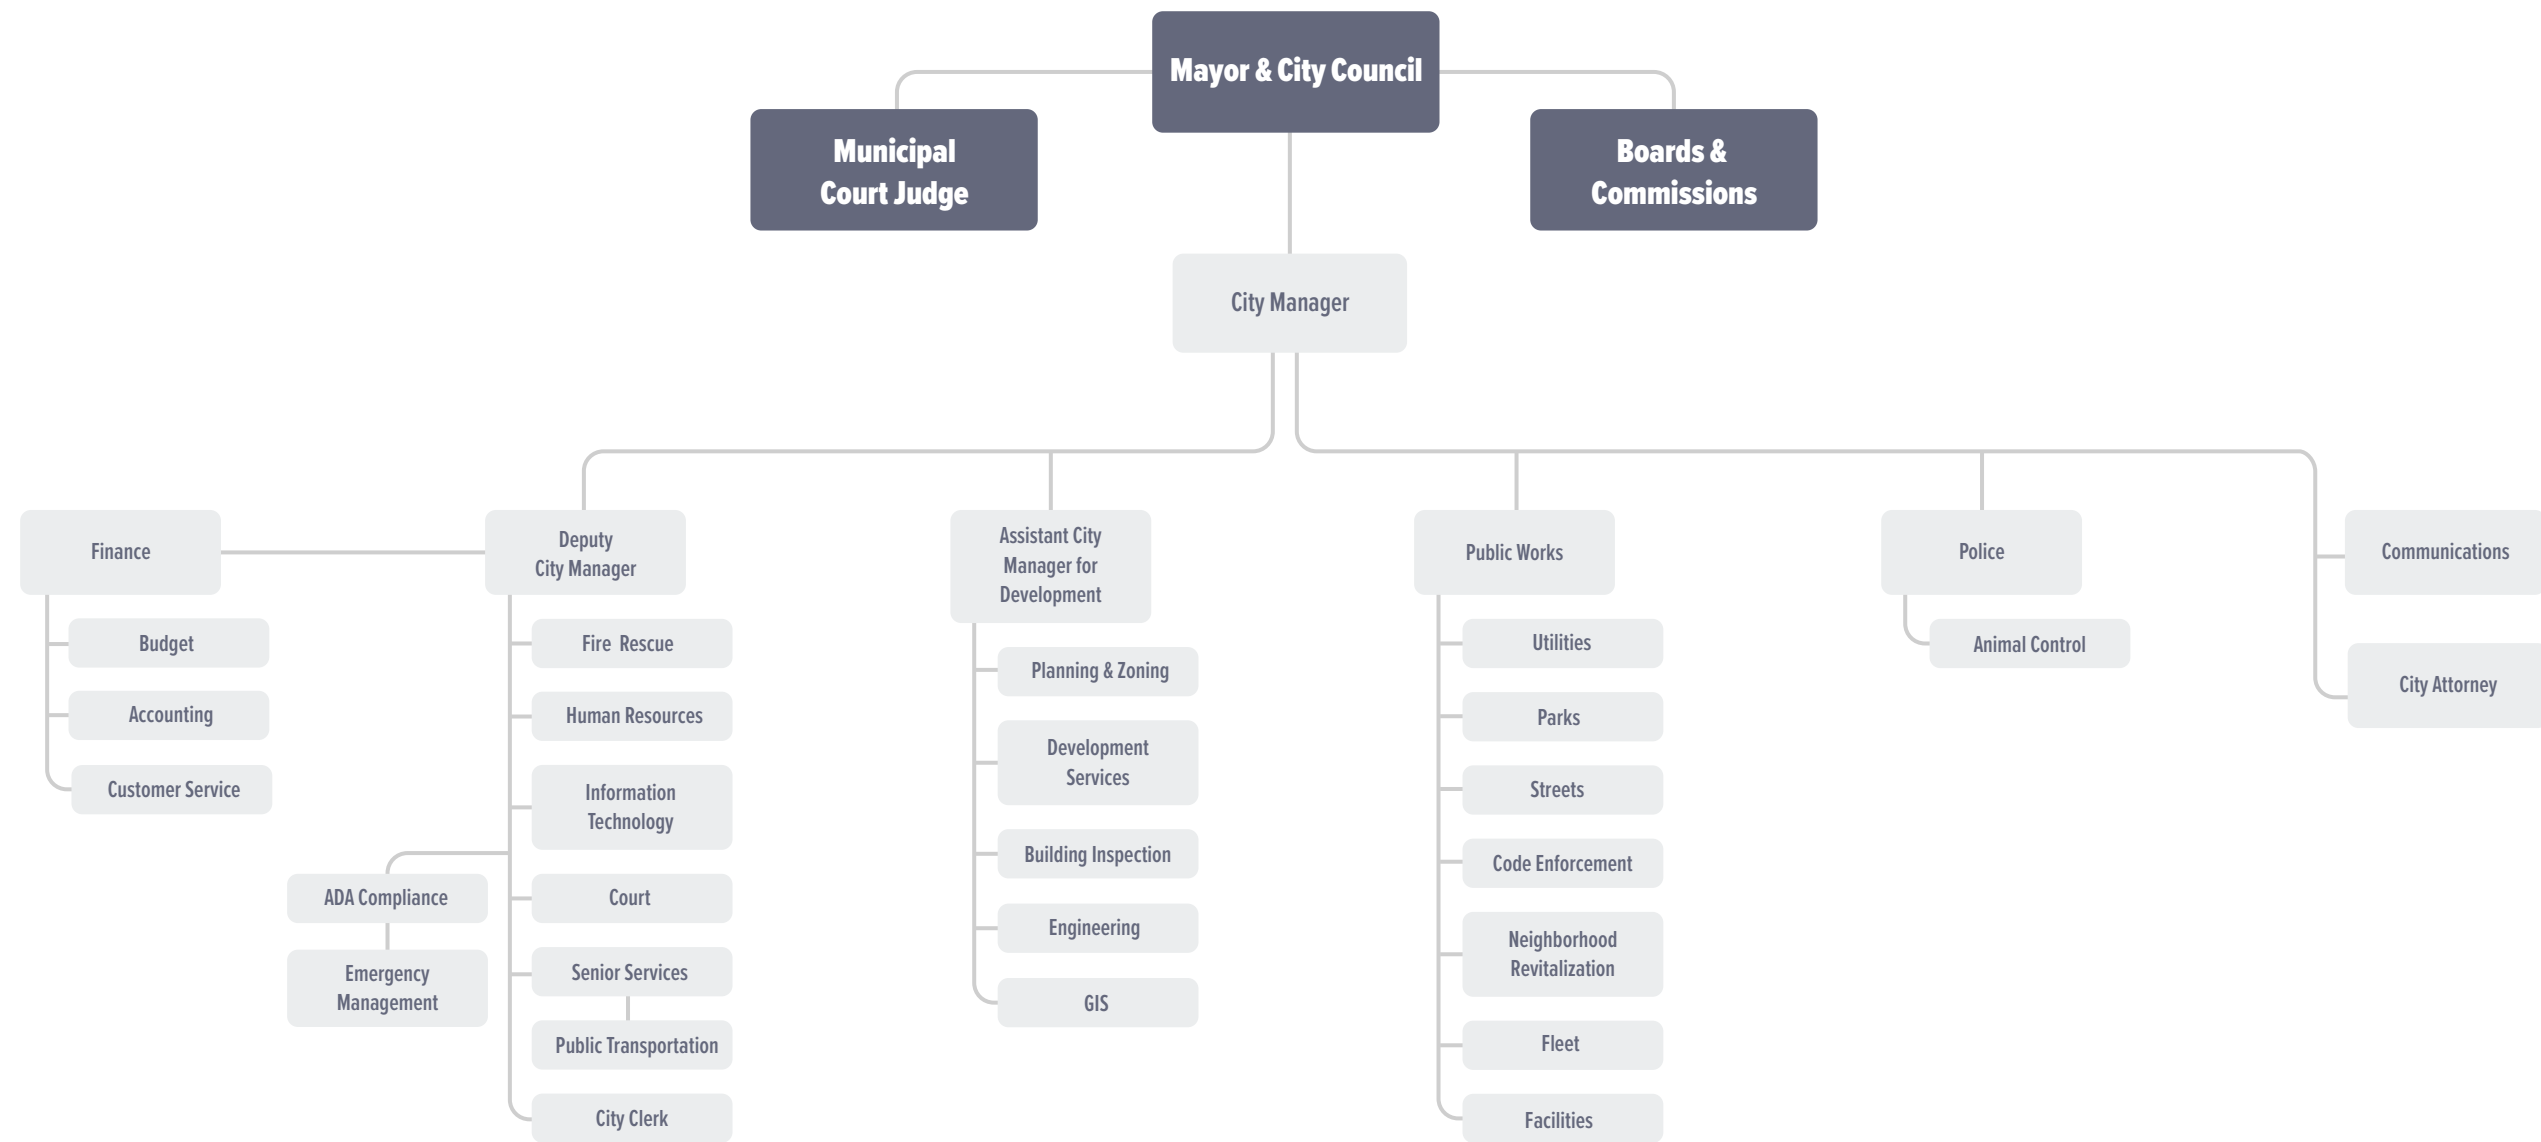 Mayor & City Council
Municipal
Court Judge
Boards &
Commissions
City Manager
Finance
Budget
Accounting
Customer Service
Deputy
City Manager
Fire Rescue
Human Resources
Information
Technology
ADA Compliance
Emergency
Management
Court
Senior Services
Public Transportation
City Clerk
Assistant City
Manager for
Development
Planning & Zoning
Development
Services
Building Inspection
Engineering
GIS
Public Works
Utilities
Parks
Streets
Code Enforcement
Neighborhood
Revitalization
Fleet
Facilities
Police
Animal Control
Communications
City Attorney